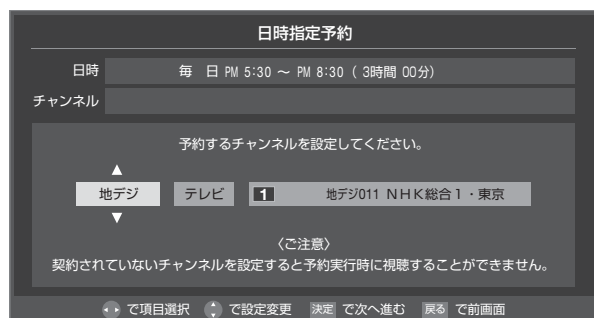 日時指定予約
日時 毎 日 PM 5:30 ～ PM 8:30 ( 3時間 00分)
チャンネル
予約するチャンネルを設定してください。
▲
地デジ テレビ 1 地デジ011 ＮＨＫ総合１・東京
▼
〈ご注意〉
契約されていないチャンネルを設定すると予約実行時に視聴することができません。
で項目選択 で設定変更 決定 で次へ進む 戻る で前画面